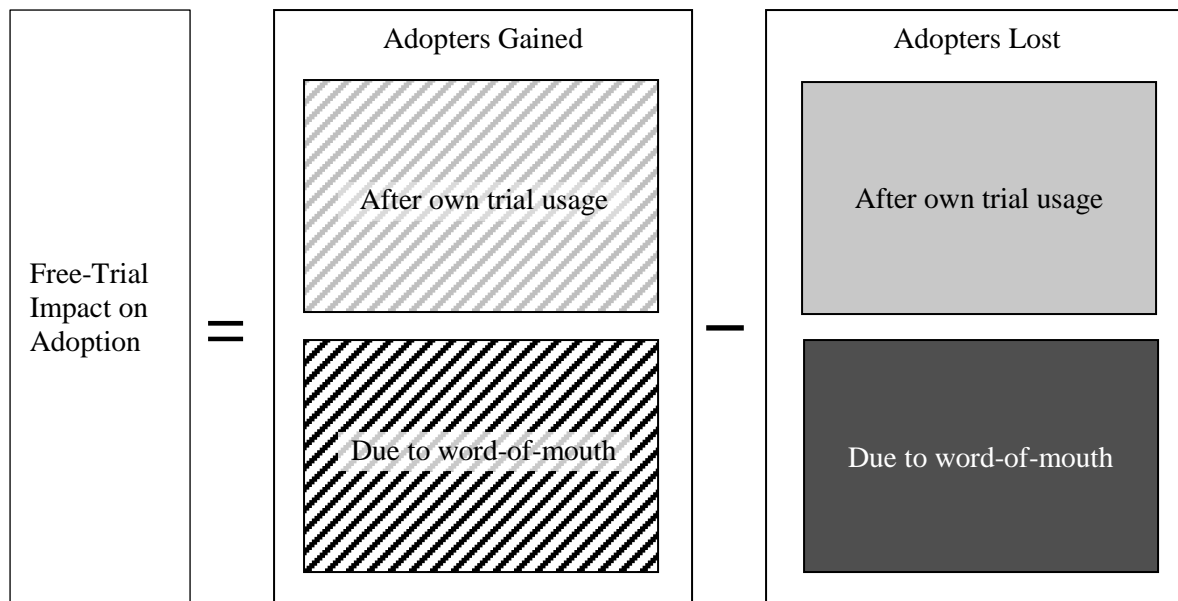 Free-Trial
Impact on
Adoption
=
Adopters Gained
After own trial usage
Due to word-of-mouth
–
Adopters Lost
After own trial usage
Due to word-of-mouth